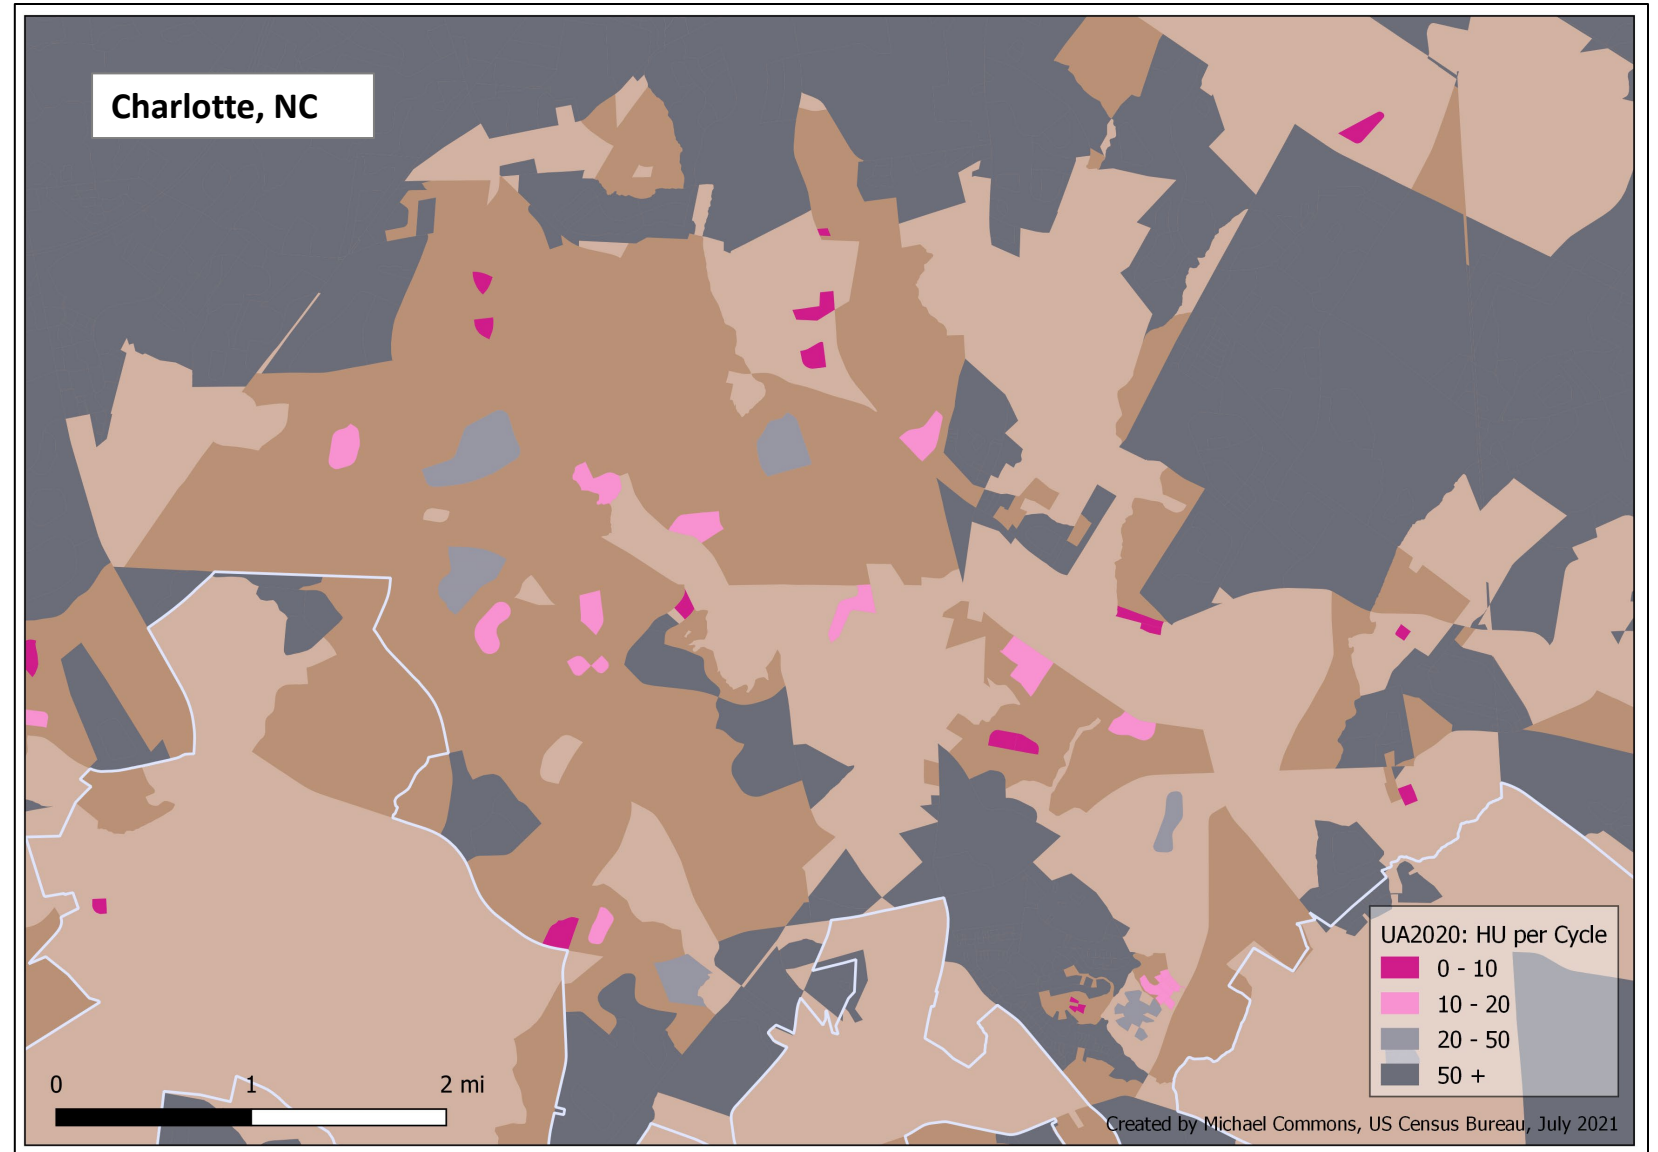 Charlotte, NC
UA2020: HU per Cycle
0 - 10
10 - 20
20 - 50
50 +
0 1 2 mi
Created by Michael Commons, US Census Bureau, July 2021